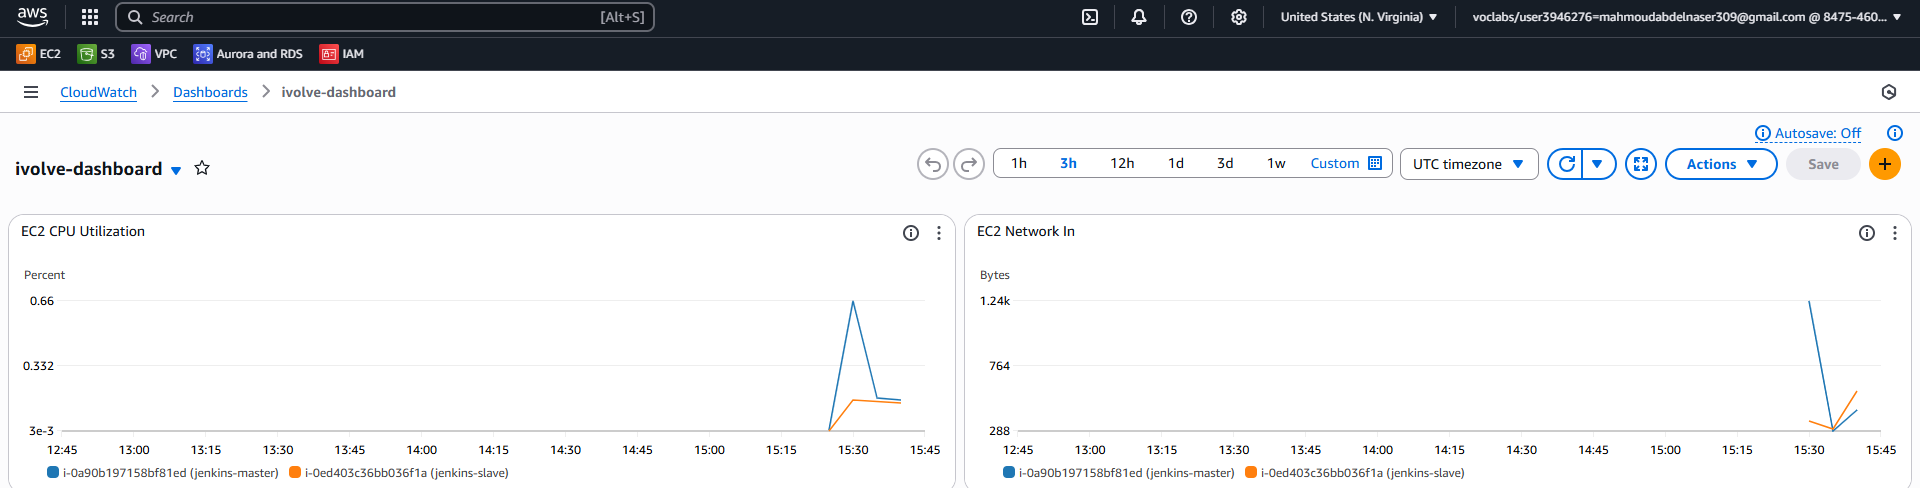 aws Search [Alt+S] United States (N. Virginia) voclabs/user3946276=mahmoudabdelnaser309@gmail.com @ 8475-460...
EC2 S3 VPC Aurora and RDS IAM
CloudWatch Dashboards ivolve-dashboard
Autosave: Off
ivolve-dashboard 1h 3h 12h 1d 3d 1w Custom UTC timezone Actions Save
EC2 CPU Utilization
Percent
0.66
0.332
3e-3
12:45 13:00 13:15 13:30 13:45 14:00 14:15 14:30 14:45 15:00 15:15 15:30 15:45
i-0a90b197158bf81ed (jenkins-master) i-0ed403c36bb036f1a (jenkins-slave)
EC2 Network In
Bytes
1.24k
764
288
12:45 13:00 13:15 13:30 13:45 14:00 14:15 14:30 14:45 15:00 15:15 15:30 15:45
i-0a90b197158bf81ed (jenkins-master) i-0ed403c36bb036f1a (jenkins-slave)